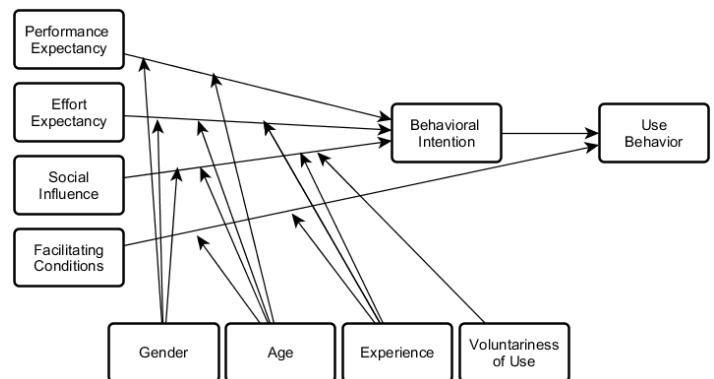 Performance
Expectancy
Effort
Expectancy
Behavioral
Intention
Use
Behavior
Social
Influence
Facilitating
Conditions
Gender
Age
Experience
Voluntariness
of Use